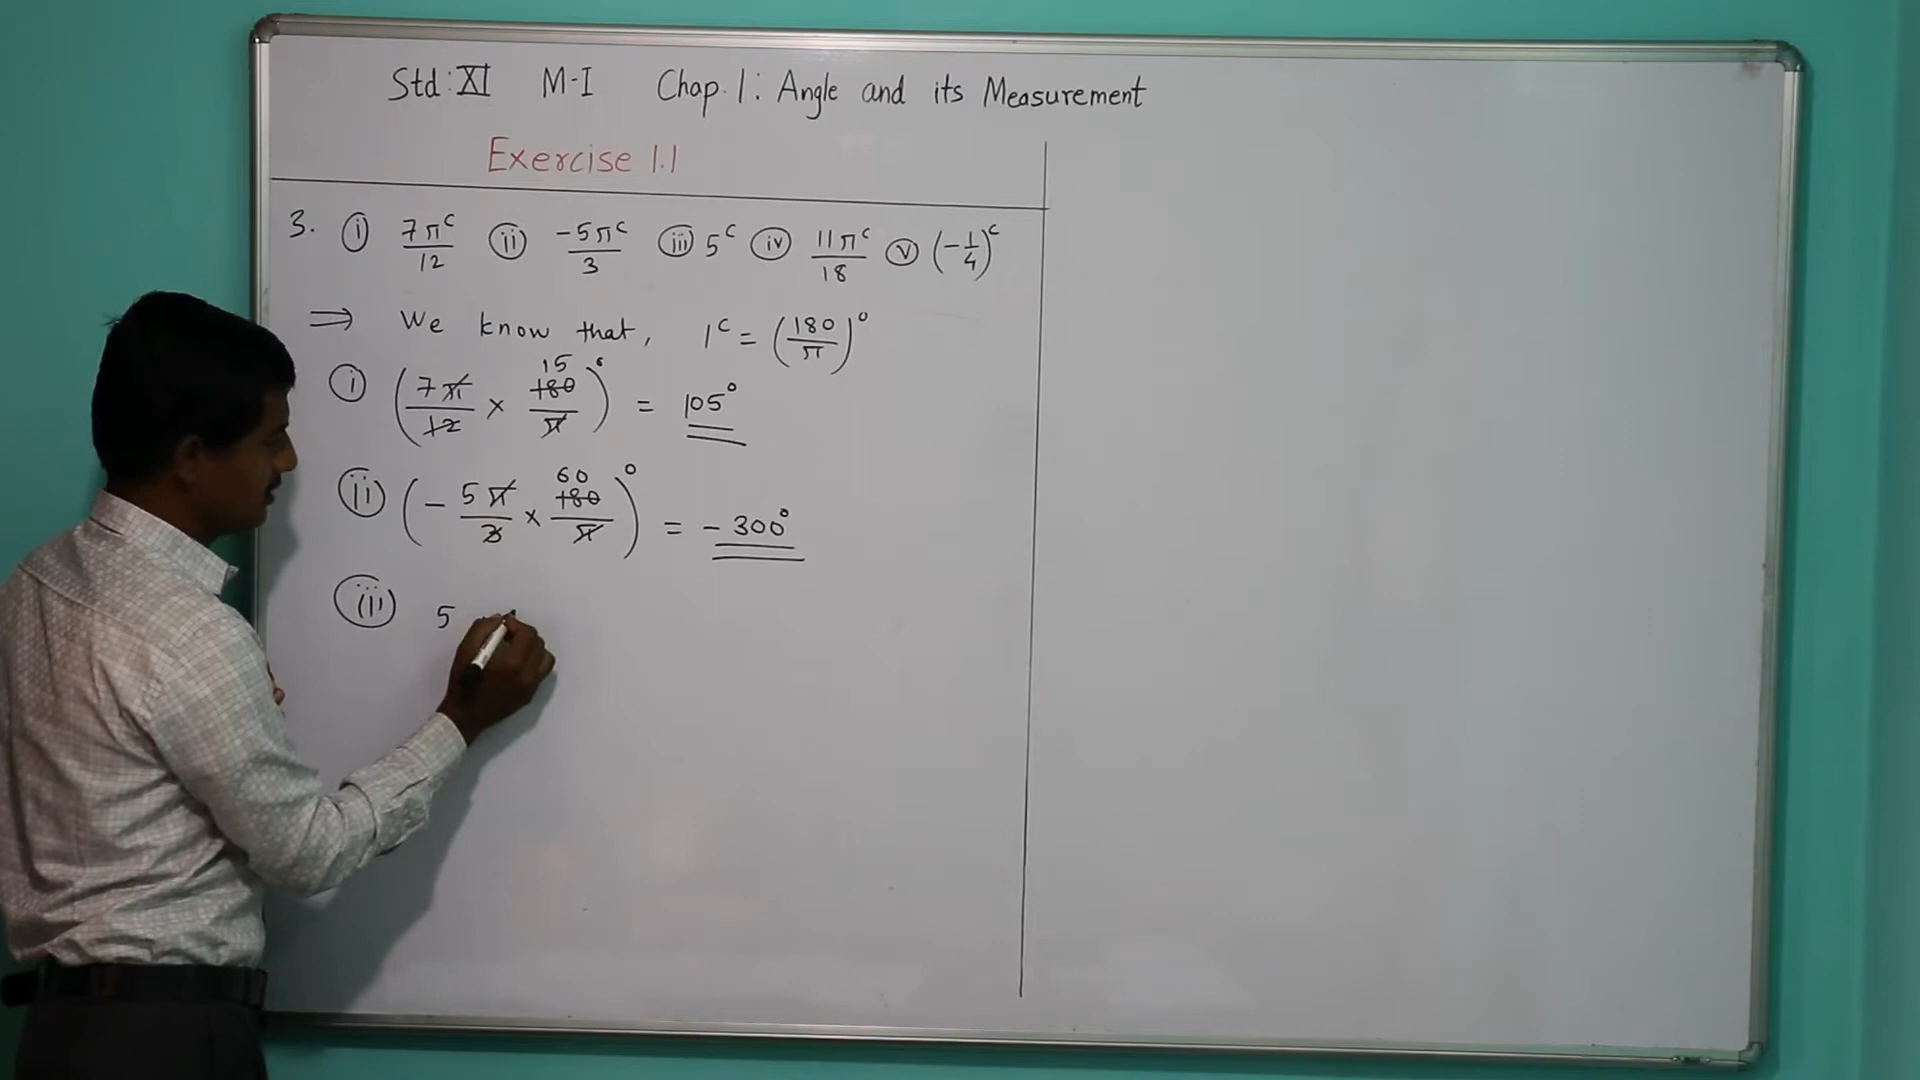 Std: XI M-I Chap. 1: Angle and its Measurement
Exercise 1.1
3. (i) 7π^c/12 (ii) -5π^c/3 (iii) 5^c (iv) 11π^c/18 (v) (-1/4)^c
⇒ We know that, 1^c = (180/π)°
(i) (7π/12 × 180/π)° = 105°
15
(ii) (- 5π/3 × 180/π)° = - 300°
60
(iii) 5